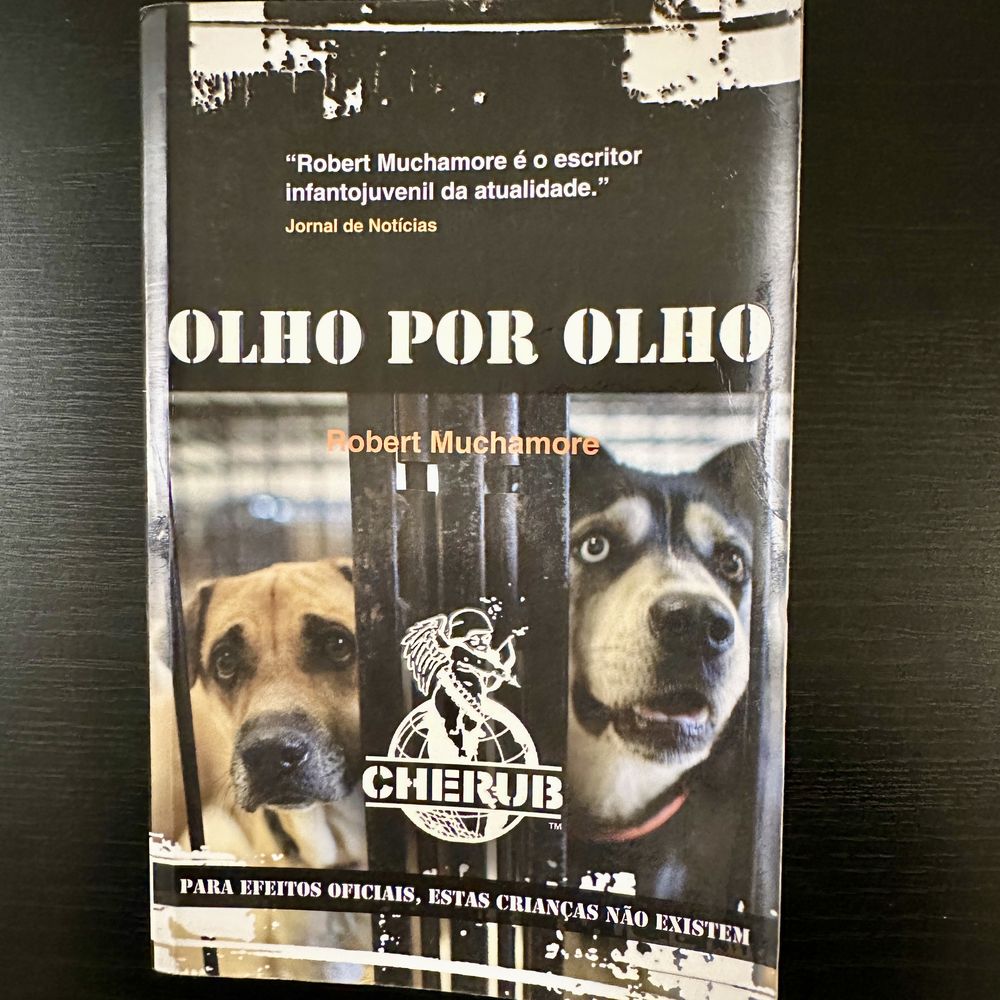 “Robert Muchamore é o escritor
infantojuvenil da atualidade.”
Jornal de Notícias
OLHO POR OLHO
Robert Muchamore
CHERUB
TM
PARA EFEITOS OFICIAIS, ESTAS CRIANÇAS NÃO EXISTEM